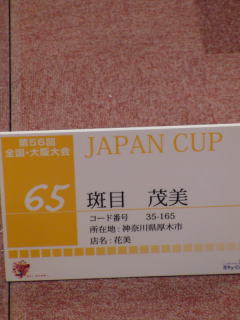 第56回
全国・大阪大会
JAPAN CUP
65
斑目 茂美
コード番号 35-165
所在地:神奈川県厚木市
店名:花美